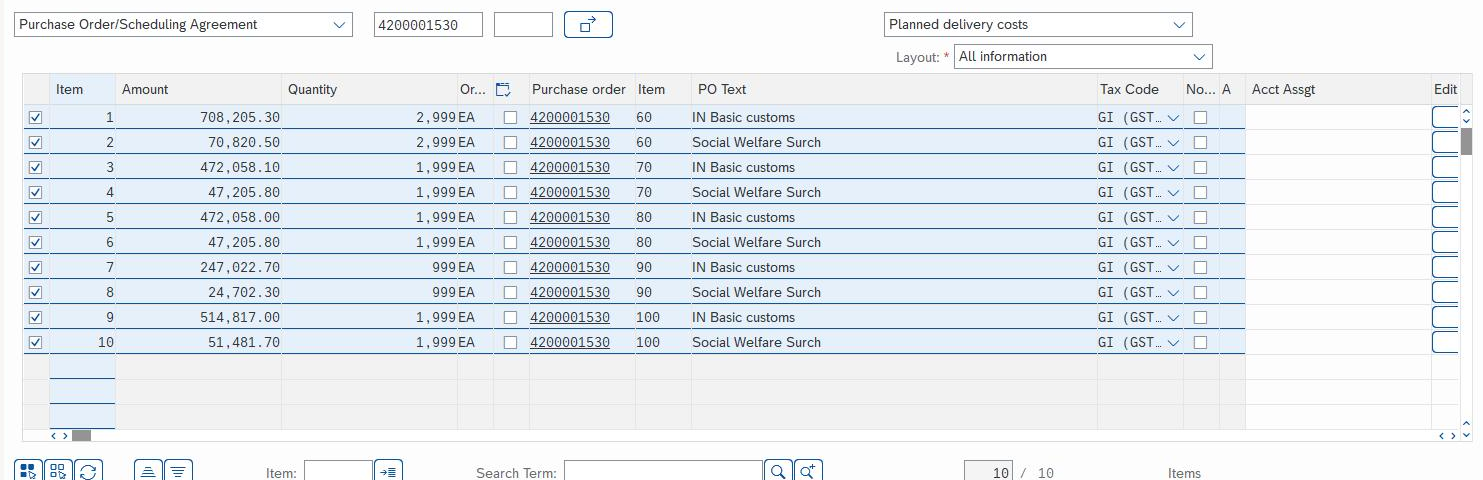 Purchase Order/Scheduling Agreement 4200001530 Planned delivery costs
Layout: * All information
Item Amount Quantity Or... Purchase order Item PO Text Tax Code No... A Acct Assgt Edit
1 708,205.30 2,999 EA 4200001530 60 IN Basic customs GI (GST…
2 70,820.50 2,999 EA 4200001530 60 Social Welfare Surch GI (GST…
3 472,058.10 1,999 EA 4200001530 70 IN Basic customs GI (GST…
4 47,205.80 1,999 EA 4200001530 70 Social Welfare Surch GI (GST…
5 472,058.00 1,999 EA 4200001530 80 IN Basic customs GI (GST…
6 47,205.80 1,999 EA 4200001530 80 Social Welfare Surch GI (GST…
7 247,022.70 999 EA 4200001530 90 IN Basic customs GI (GST…
8 24,702.30 999 EA 4200001530 90 Social Welfare Surch GI (GST…
9 514,817.00 1,999 EA 4200001530 100 IN Basic customs GI (GST…
10 51,481.70 1,999 EA 4200001530 100 Social Welfare Surch GI (GST…
Item: Search Term: 10 / 10 Items